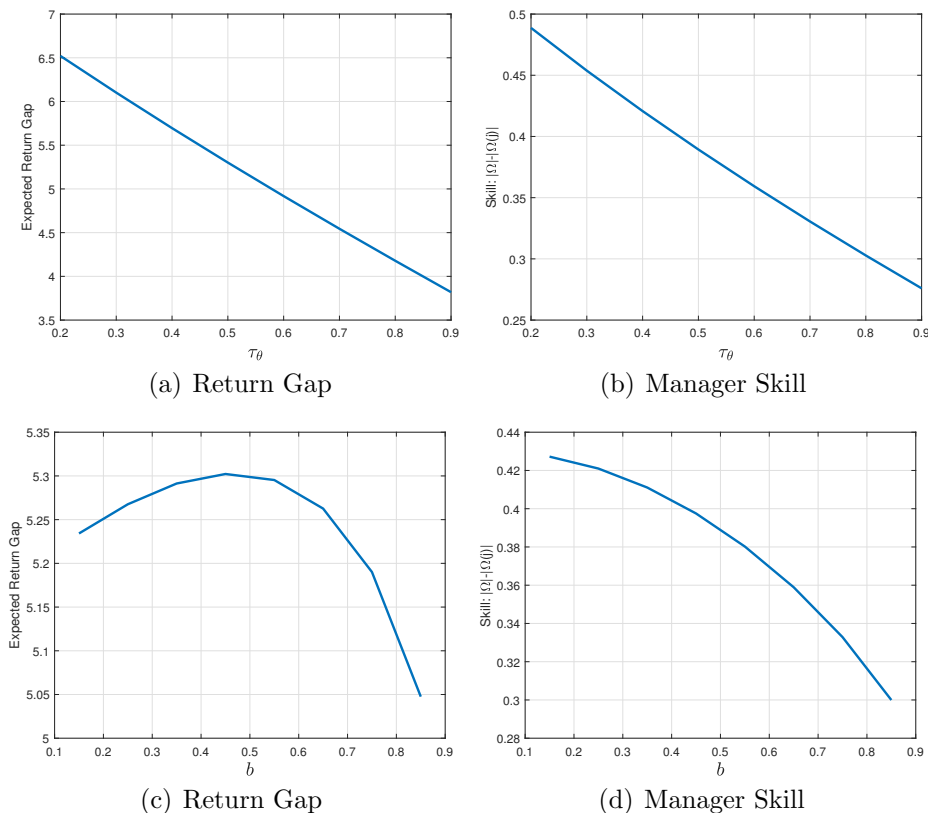 7
6.5
6
5.5
5
4.5
4
3.5
Expected Return Gap
0.2 0.3 0.4 0.5 0.6 0.7 0.8 0.9
τθ
(a) Return Gap
0.5
0.45
0.4
0.35
0.3
0.25
Skill: |Ω|-|Ω(j)|
0.2 0.3 0.4 0.5 0.6 0.7 0.8 0.9
τθ
(b) Manager Skill
5.35
5.3
5.25
5.2
5.15
5.1
5.05
5
Expected Return Gap
0.1 0.2 0.3 0.4 0.5 0.6 0.7 0.8 0.9
b
(c) Return Gap
0.44
0.42
0.4
0.38
0.36
0.34
0.32
0.3
0.28
Skill: |Ω|-|Ω(j)|
0.1 0.2 0.3 0.4 0.5 0.6 0.7 0.8 0.9
b
(d) Manager Skill